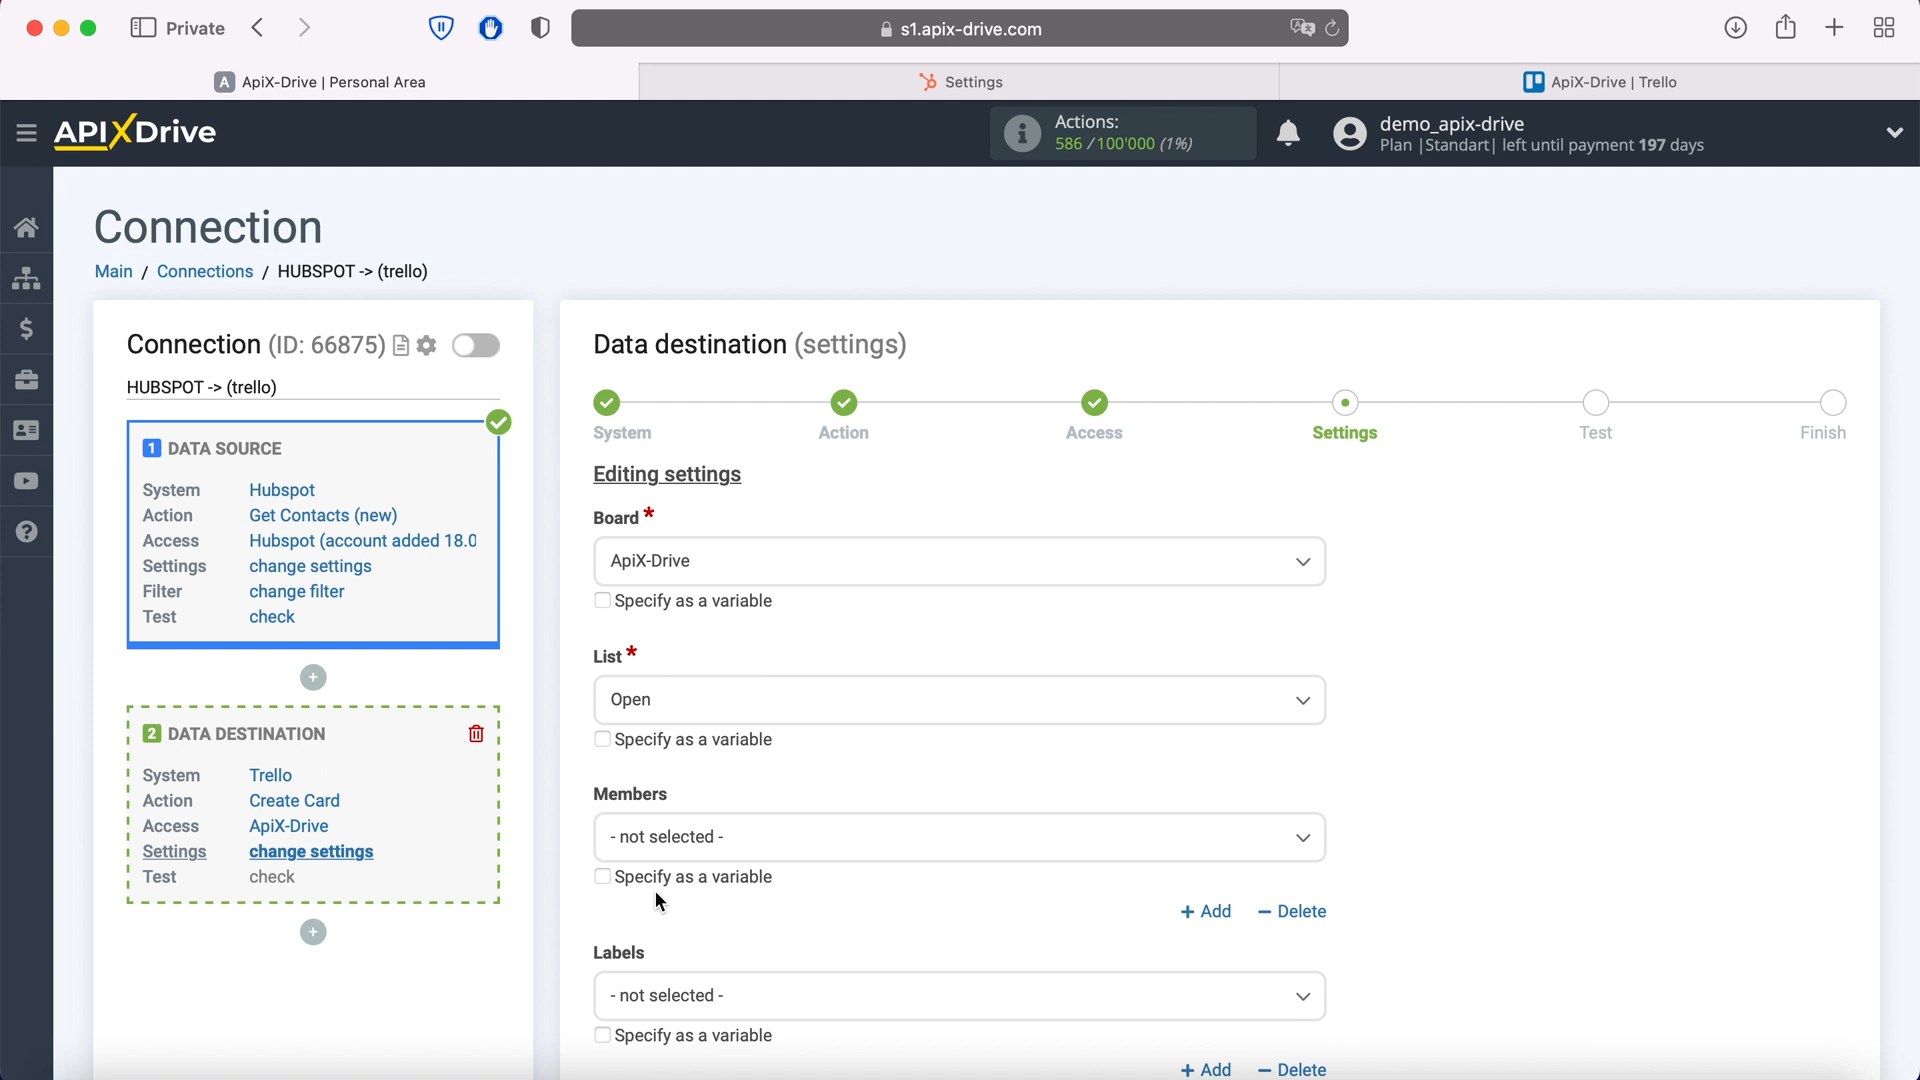 Private
s1.apix-drive.com
A ApiX-Drive | Personal Area
Settings
ApiX-Drive | Trello
APIXDrive
Actions:
586 / 100'000 (1%)
demo_apix-drive
Plan |Standart| left until payment 197 days
Connection
Main / Connections / HUBSPOT -> (trello)
Connection (ID: 66875)
HUBSPOT -> (trello)
1 DATA SOURCE
System Hubspot
Action Get Contacts (new)
Access Hubspot (account added 18.0
Settings change settings
Filter change filter
Test check
2 DATA DESTINATION
System Trello
Action Create Card
Access ApiX-Drive
Settings change settings
Test check
Data destination (settings)
System
Action
Access
Settings
Test
Finish
Editing settings
Board *
ApiX-Drive
Specify as a variable
List *
Open
Specify as a variable
Members
- not selected -
Specify as a variable
+ Add
− Delete
Labels
- not selected -
Specify as a variable
+ Add
− Delete